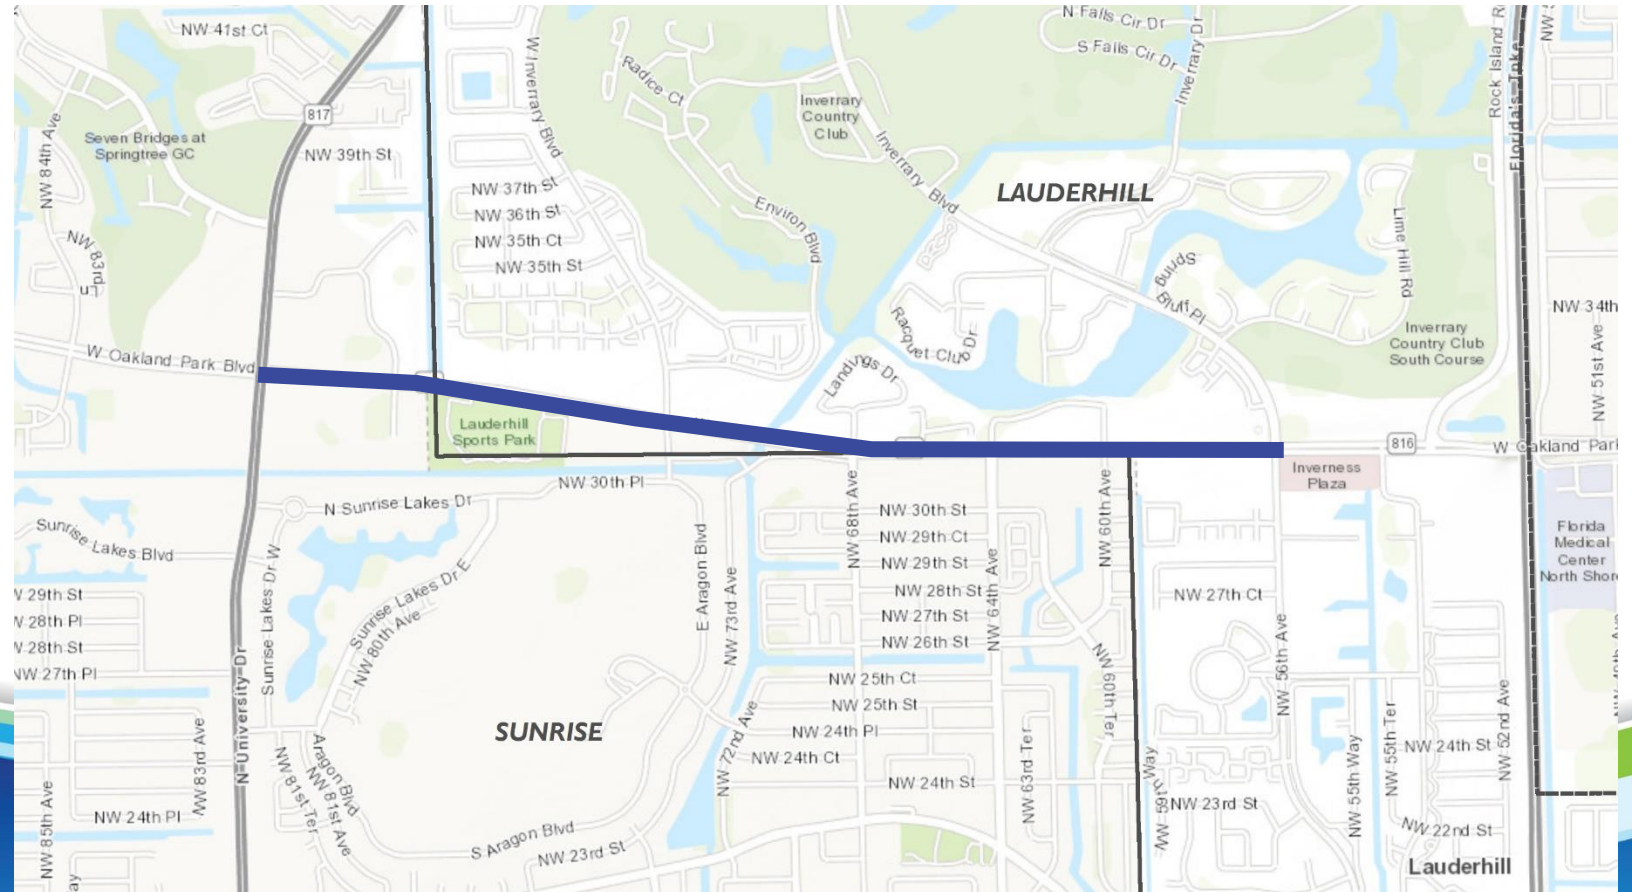 NW 41st Ct
N Falls Cir Dr
S Falls Cir Dr
Inverrary Dr
Rock Island R
Florida's Tnke
W Inverrary Blvd
Radice Ct
Inverrary
Country
Club
817
NW 84th Ave
Seven Bridges at
Springtree GC
NW 39th St
Inverrary Blvd
LAUDERHILL
NW 37th St
NW 36th St
NW 35th Ct
NW 35th St
Environ Blvd
NW 83rd
Ln
Spring
Bluff Pl
Lime Hill Rd
NW 34th
Racquet Club Dr
Inverrary
Country Club
South Course
NW 51st Ave
W Oakland Park Blvd
Landings Dr
Lauderhill
Sports Park
816
W Oakland Park
Inverness
Plaza
NW 30th Pl
N Sunrise Lakes Dr
Sunrise Lakes Blvd
NW 68th Ave
NW 30th St
NW 29th Ct
NW 29th St
NW 28th St
NW 27th St
NW 26th St
NW 64th Ave
NW 60th Ave
Florida
Medical
Center
North Shore
E Aragon Blvd
NW 73rd Ave
Sunrise Lakes Dr W
Sunrise Lakes Dr E
NW 80th Ave
W 29th St
W 28th Pl
W 28th St
NW 27th Pl
NW 27th Ct
NW 56th Ave
NW 60th Ter
NW 25th Ct
NW 25th St
NW 24th Pl
NW 24th Ct
NW 72nd Ave
N University Dr
SUNRISE
NW 83rd Ave
NW 85th Ave
NW 24th Pl
Aragon Blvd
NW 81st Ter
NW 81st Ave
S Aragon Blvd
NW 23rd St
NW 24th St
NW 63rd Ter
NW 59th Way
NW 23rd St
NW 55th Way
NW 55th Ter
NW 24th St
NW 52nd Ave
NW 22nd St
Lauderhill